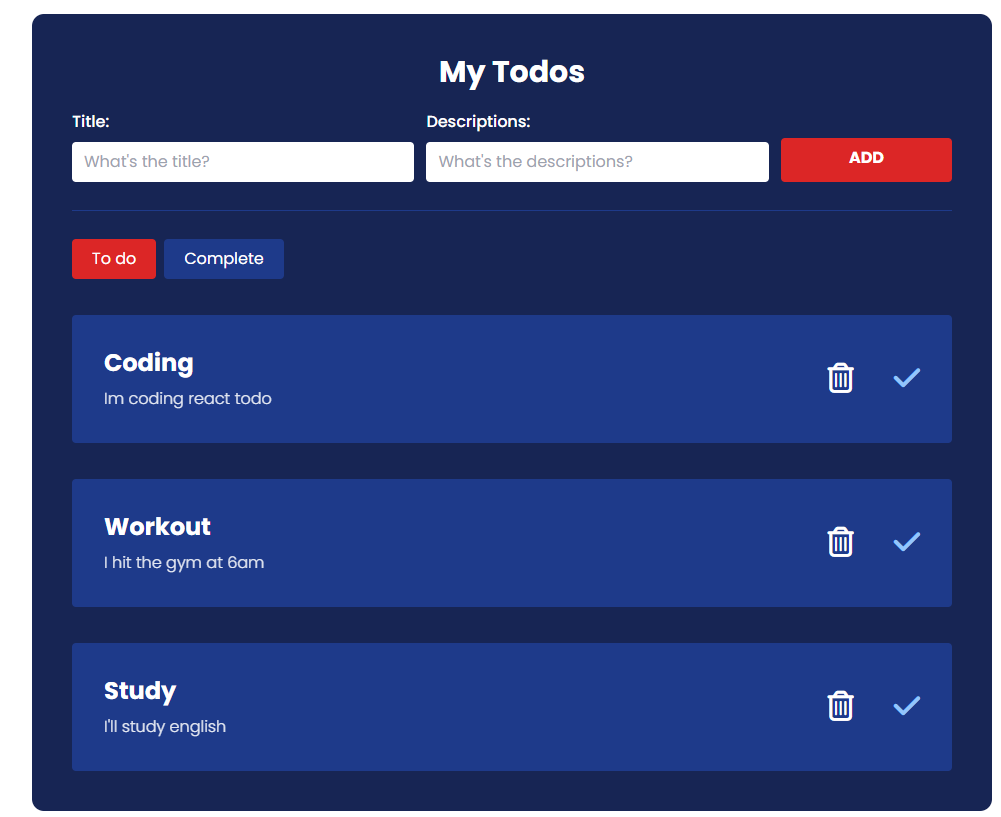 My Todos
Title:
Descriptions:
What's the title?
What's the descriptions?
ADD
To do
Complete
Coding
Im coding react todo
Workout
I hit the gym at 6am
Study
I'll study english